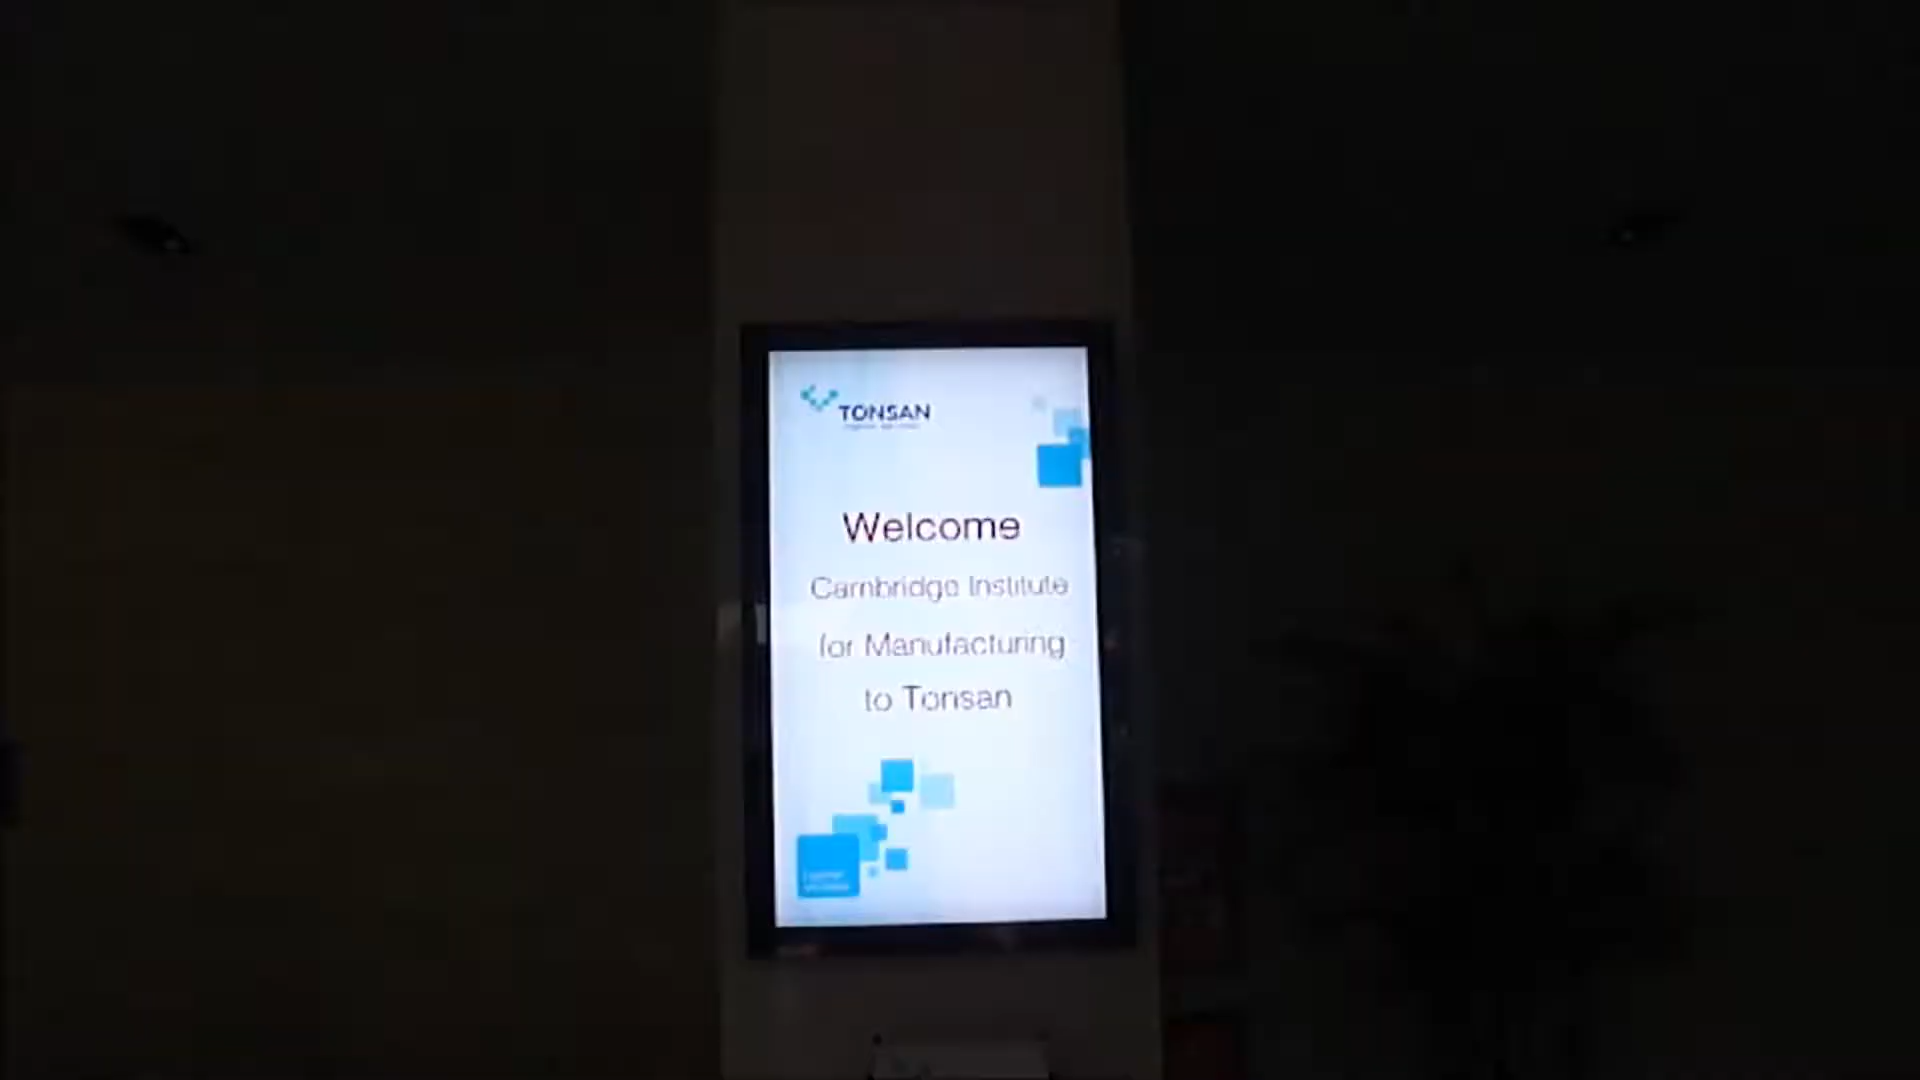 TONSAN
Welcome
Cambridge Institute
for Manufacturing
to Tonsan